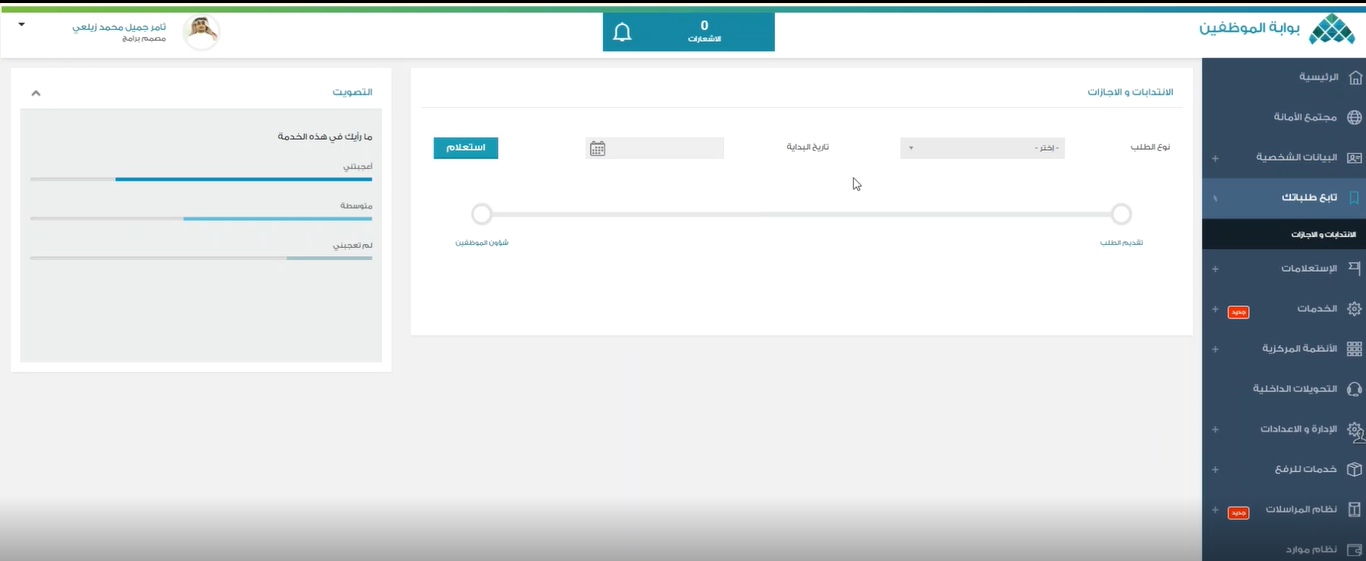 بوابة الموظفين
0
الاشعارات
ثامر جميل محمد زيلعي
مصمم برامج
الرئيسية
مجتمع الأمانة
البيانات الشخصية
+
تابع طلباتك
الانتدابات و الاجازات
الإستعلامات
+
الخدمات
جديد
+
الأنظمة المركزية
+
التحويلات الداخلية
الإدارة و الاعدادات
+
خدمات للرفع
+
نظام المراسلات
جديد
+
نظام موارد
الانتدابات و الاجازات
نوع الطلب
- اختر -
تاريخ البداية
استعلام
تقديم الطلب
شؤون الموظفين
التصويت
ما رأيك في هذه الخدمة
أعجبتني
متوسطة
لم تعجبني